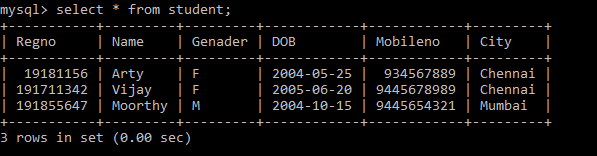 mysql> select * from student;
+-----------+---------+---------+------------+------------+---------+
| Regno     | Name    | Genader | DOB        | Mobileno   | City    |
+-----------+---------+---------+------------+------------+---------+
|  19181156 | Arty    | F       | 2004-05-25 |  934567889 | Chennai |
| 191711342 | Vijay   | F       | 2005-06-20 | 9445678989 | Chennai |
| 191855647 | Moorthy | M       | 2004-10-15 | 9445654321 | Mumbai  |
+-----------+---------+---------+------------+------------+---------+
3 rows in set (0.00 sec)